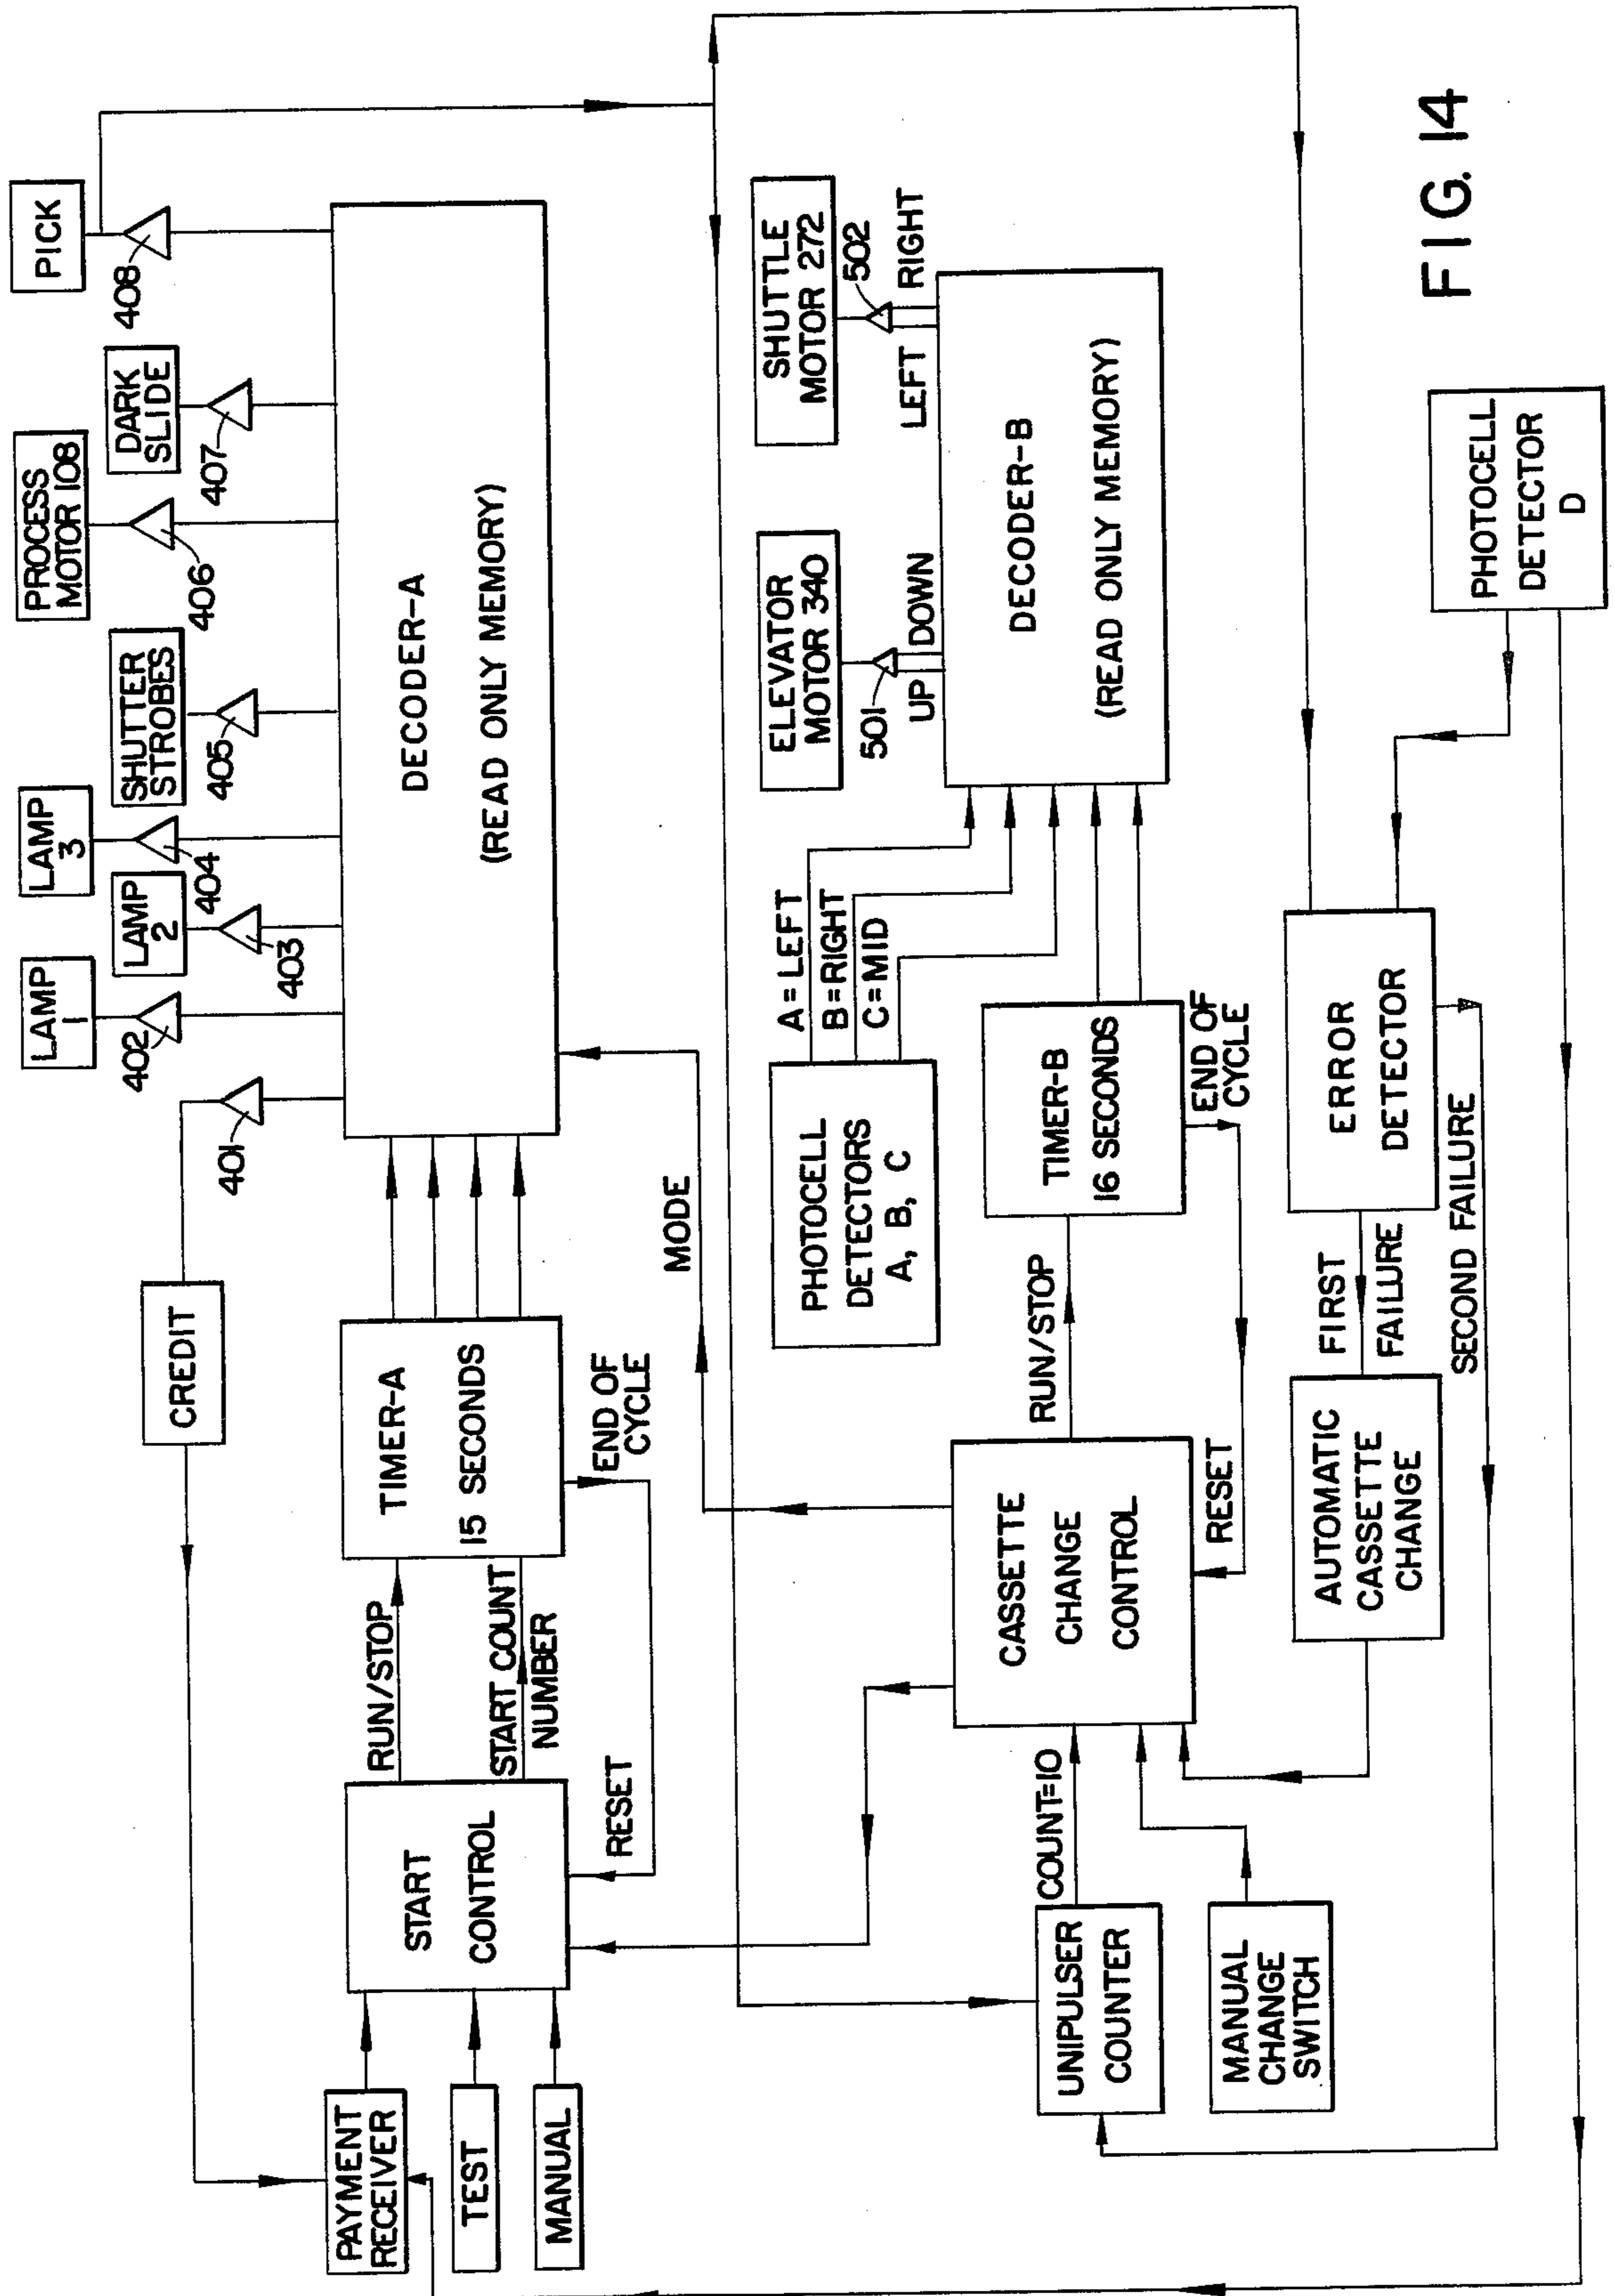 LAMP
1
LAMP
2
LAMP
3
SHUTTER
STROBES
PROCESS
MOTOR 108
DARK
SLIDE
PICK
401
402
403
404
405
406
407
408
CREDIT
DECODER-A
(READ ONLY MEMORY)
PAYMENT
RECEIVER
TEST
MANUAL
START
CONTROL
RUN/STOP
START COUNT
NUMBER
TIMER-A
15 SECONDS
END OF
CYCLE
RESET
MODE
PHOTOCELL
DETECTORS
A, B, C
A = LEFT
B = RIGHT
C = MID
ELEVATOR
MOTOR 340
501
UP
DOWN
SHUTTLE
MOTOR 272
502
LEFT
RIGHT
DECODER-B
(READ ONLY MEMORY)
UNIPULSER
COUNTER
COUNT=10
MANUAL
CHANGE
SWITCH
CASSETTE
CHANGE
CONTROL
RUN/STOP
TIMER-B
16 SECONDS
END OF
CYCLE
RESET
AUTOMATIC
CASSETTE
CHANGE
FIRST
FAILURE
ERROR
DETECTOR
SECOND FAILURE
PHOTOCELL
DETECTOR
D
FIG. 14